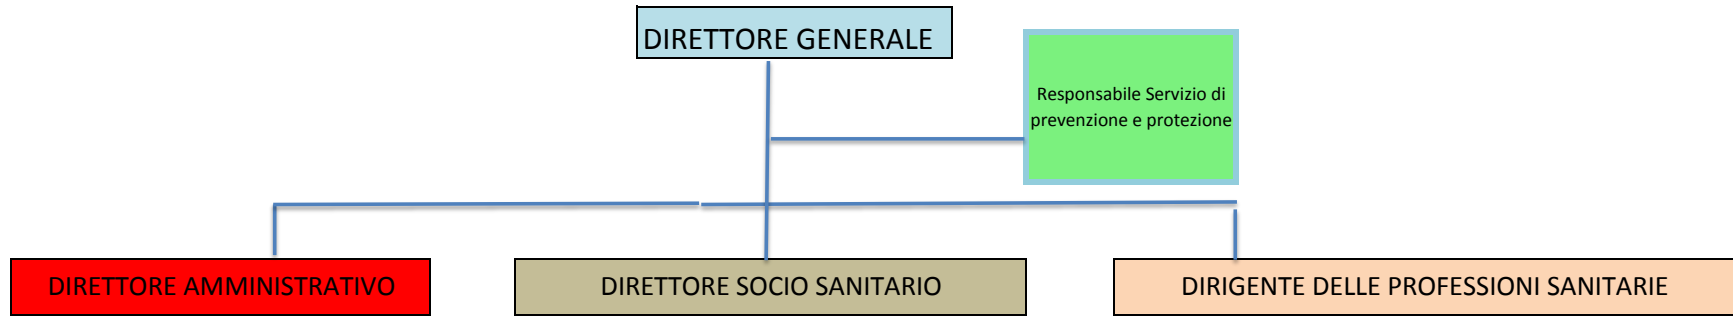 DIRETTORE GENERALE
Responsabile Servizio di
prevenzione e protezione
DIRETTORE AMMINISTRATIVO
DIRETTORE SOCIO SANITARIO
DIRIGENTE DELLE PROFESSIONI SANITARIE